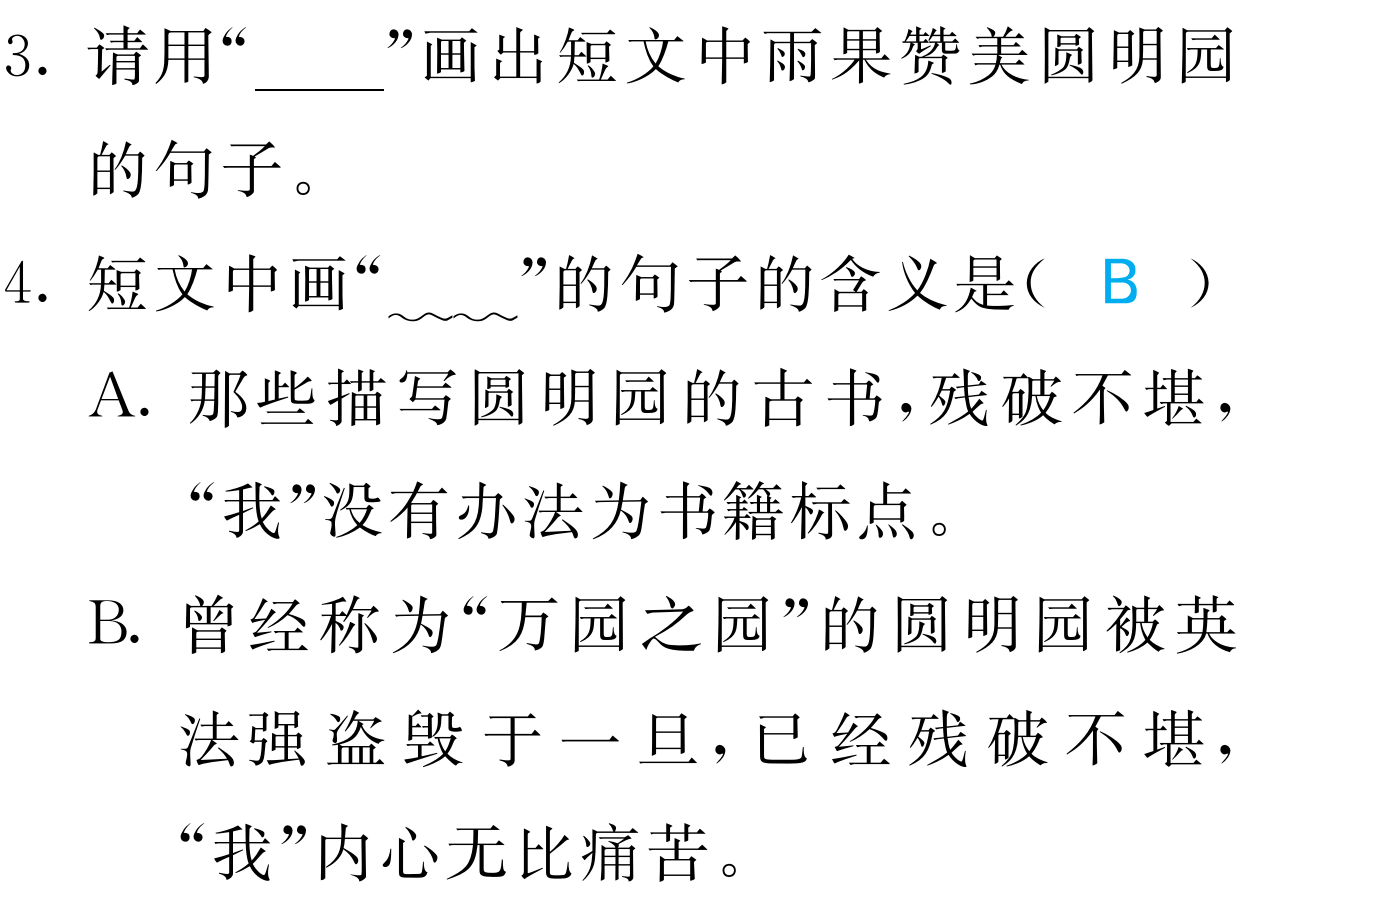 3. 请用“____”画出短文中雨果赞美圆明园
的句子。
4. 短文中画“﹏﹏”的句子的含义是( B )
A. 那些描写圆明园的古书,残破不堪,
“我”没有办法为书籍标点。
B. 曾经称为“万园之园”的圆明园被英
法强盗毁于一旦,已经残破不堪,
“我”内心无比痛苦。